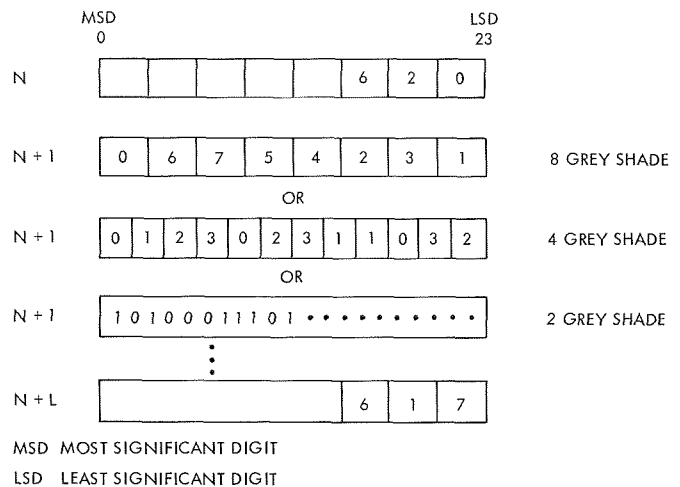 MSD LSD
0 23
N 6 2 0
N + 1 0 6 7 5 4 2 3 1 8 GREY SHADE
OR
N + 1 0 1 2 3 0 2 3 1 1 0 3 2 4 GREY SHADE
OR
N + 1 1 0 1 0 0 0 1 1 1 0 1 • • • • • • • • • • 2 GREY SHADE
N + L 6 1 7
MSD MOST SIGNIFICANT DIGIT
LSD LEAST SIGNIFICANT DIGIT